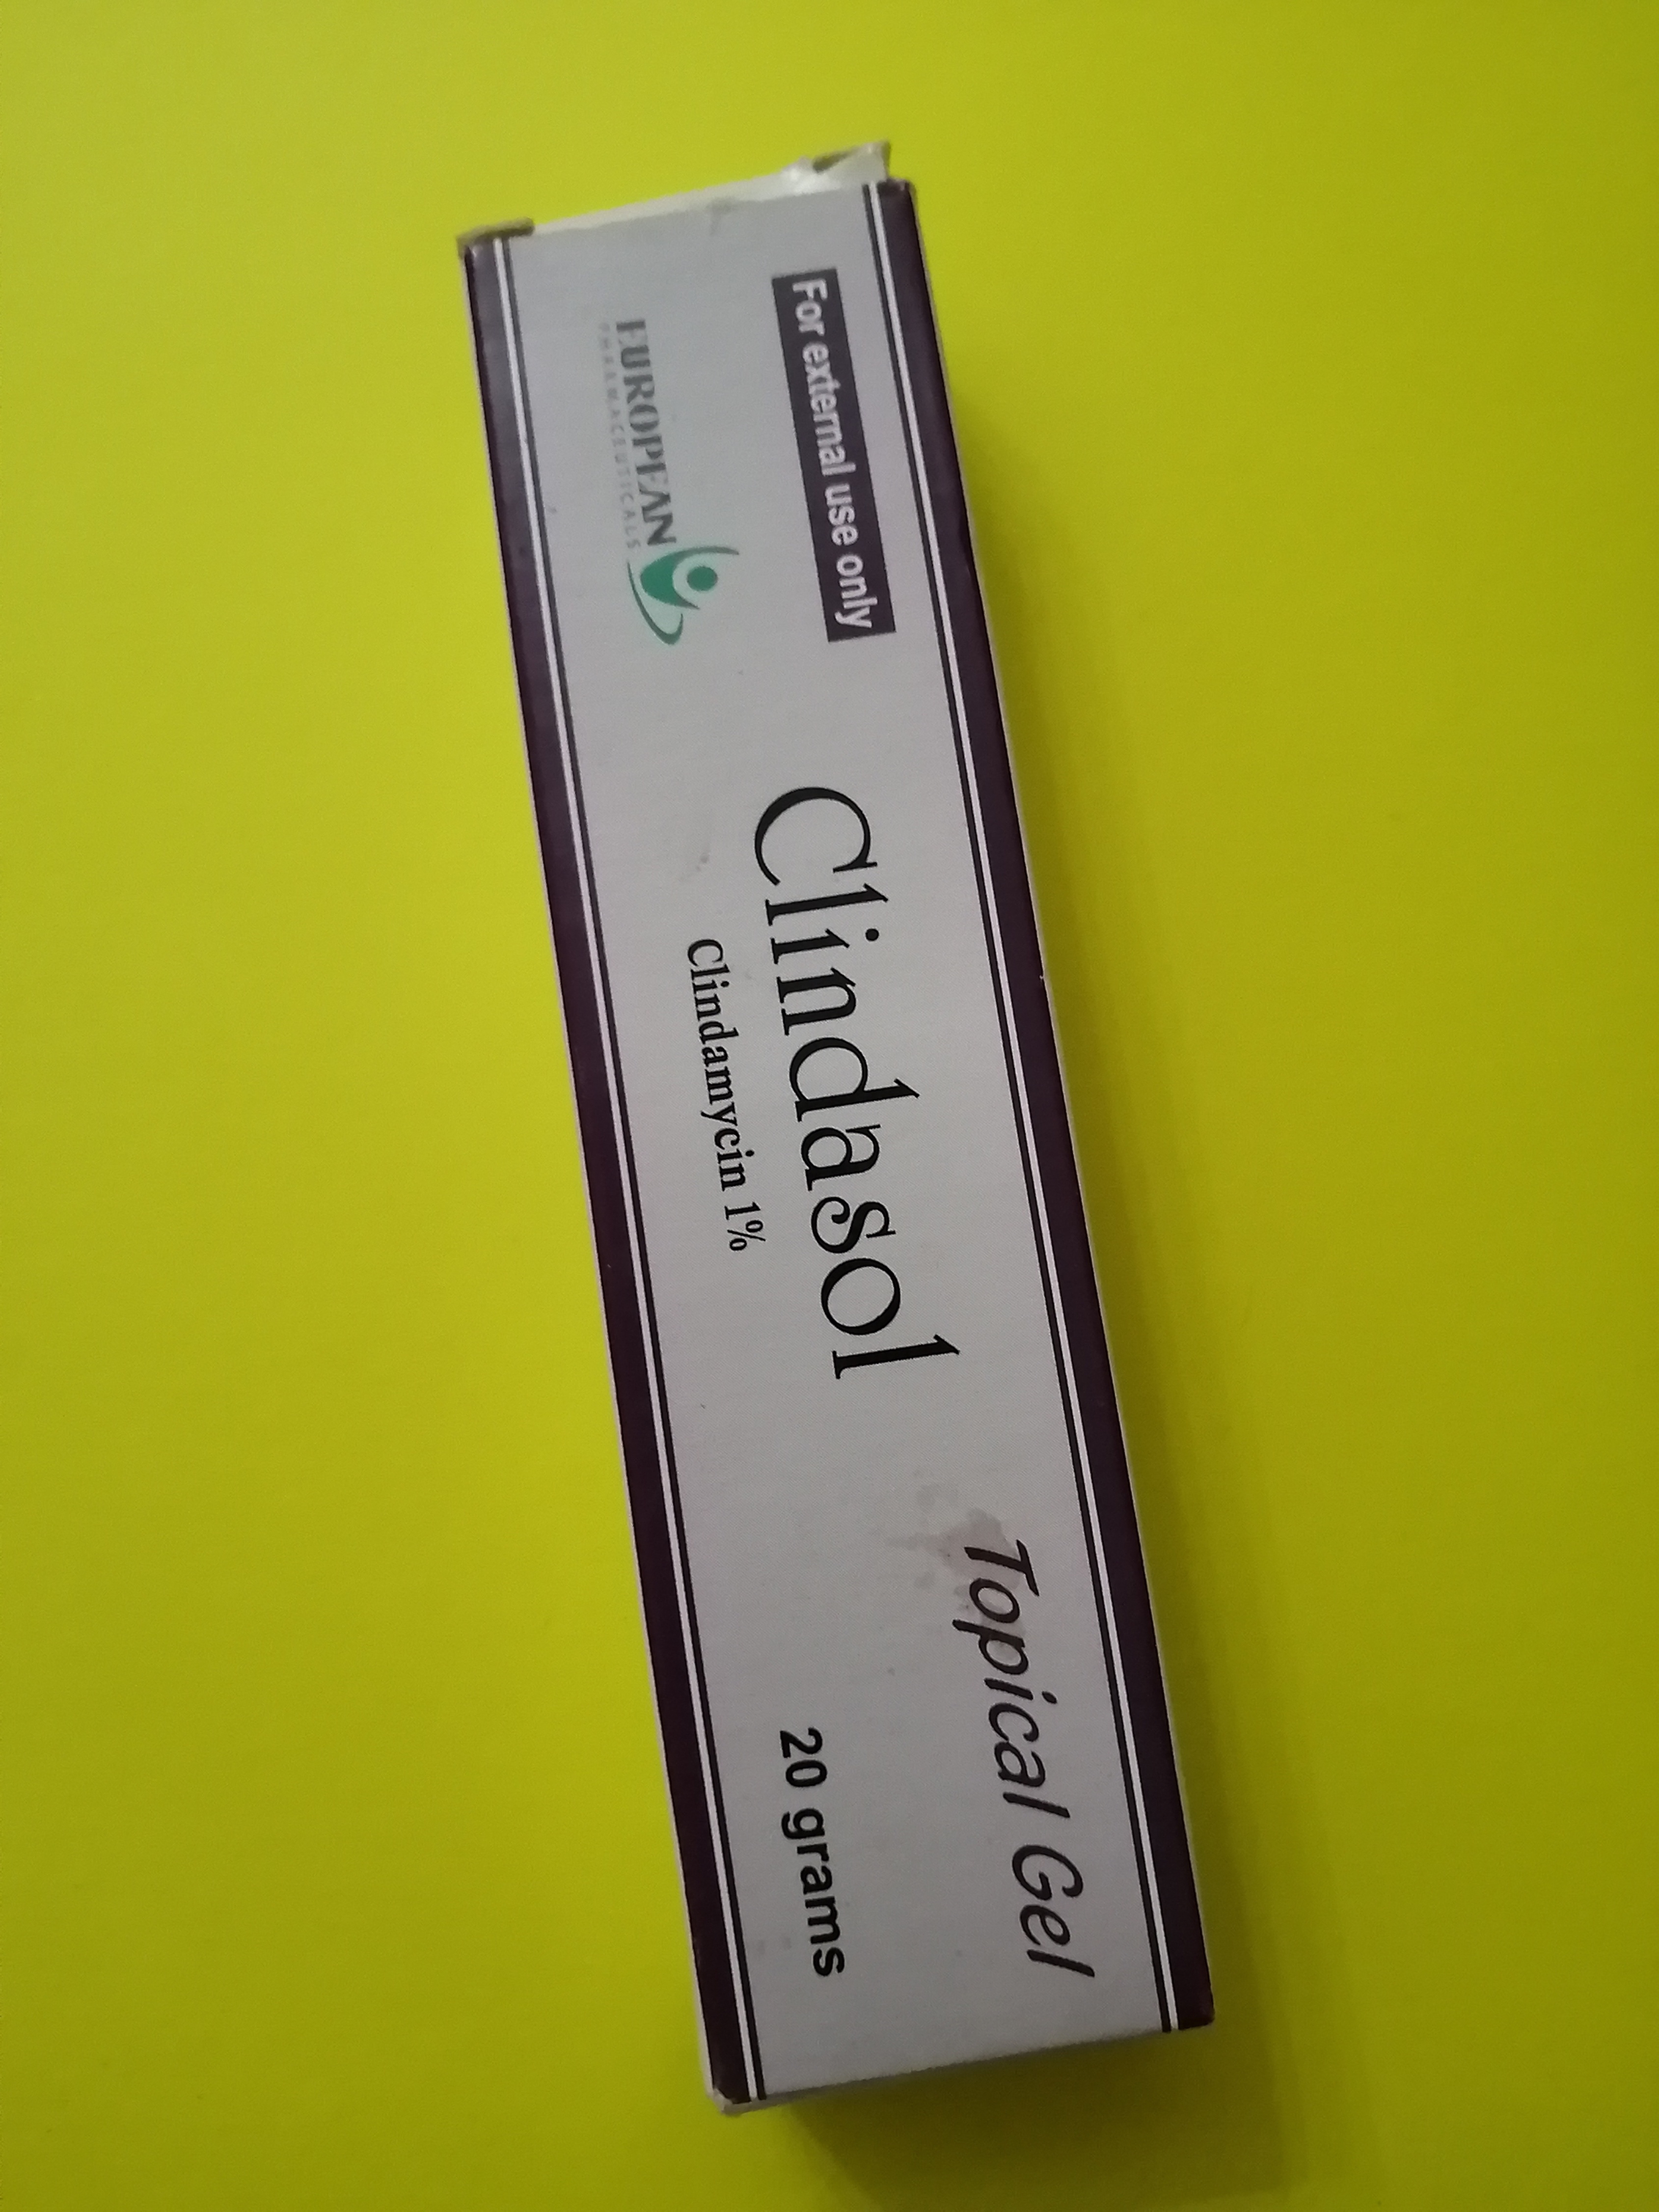 For external use only
EUROPEAN
PHARMACEUTICALS
Clindasol
Clindamycin 1%
Topical Gel
20 grams